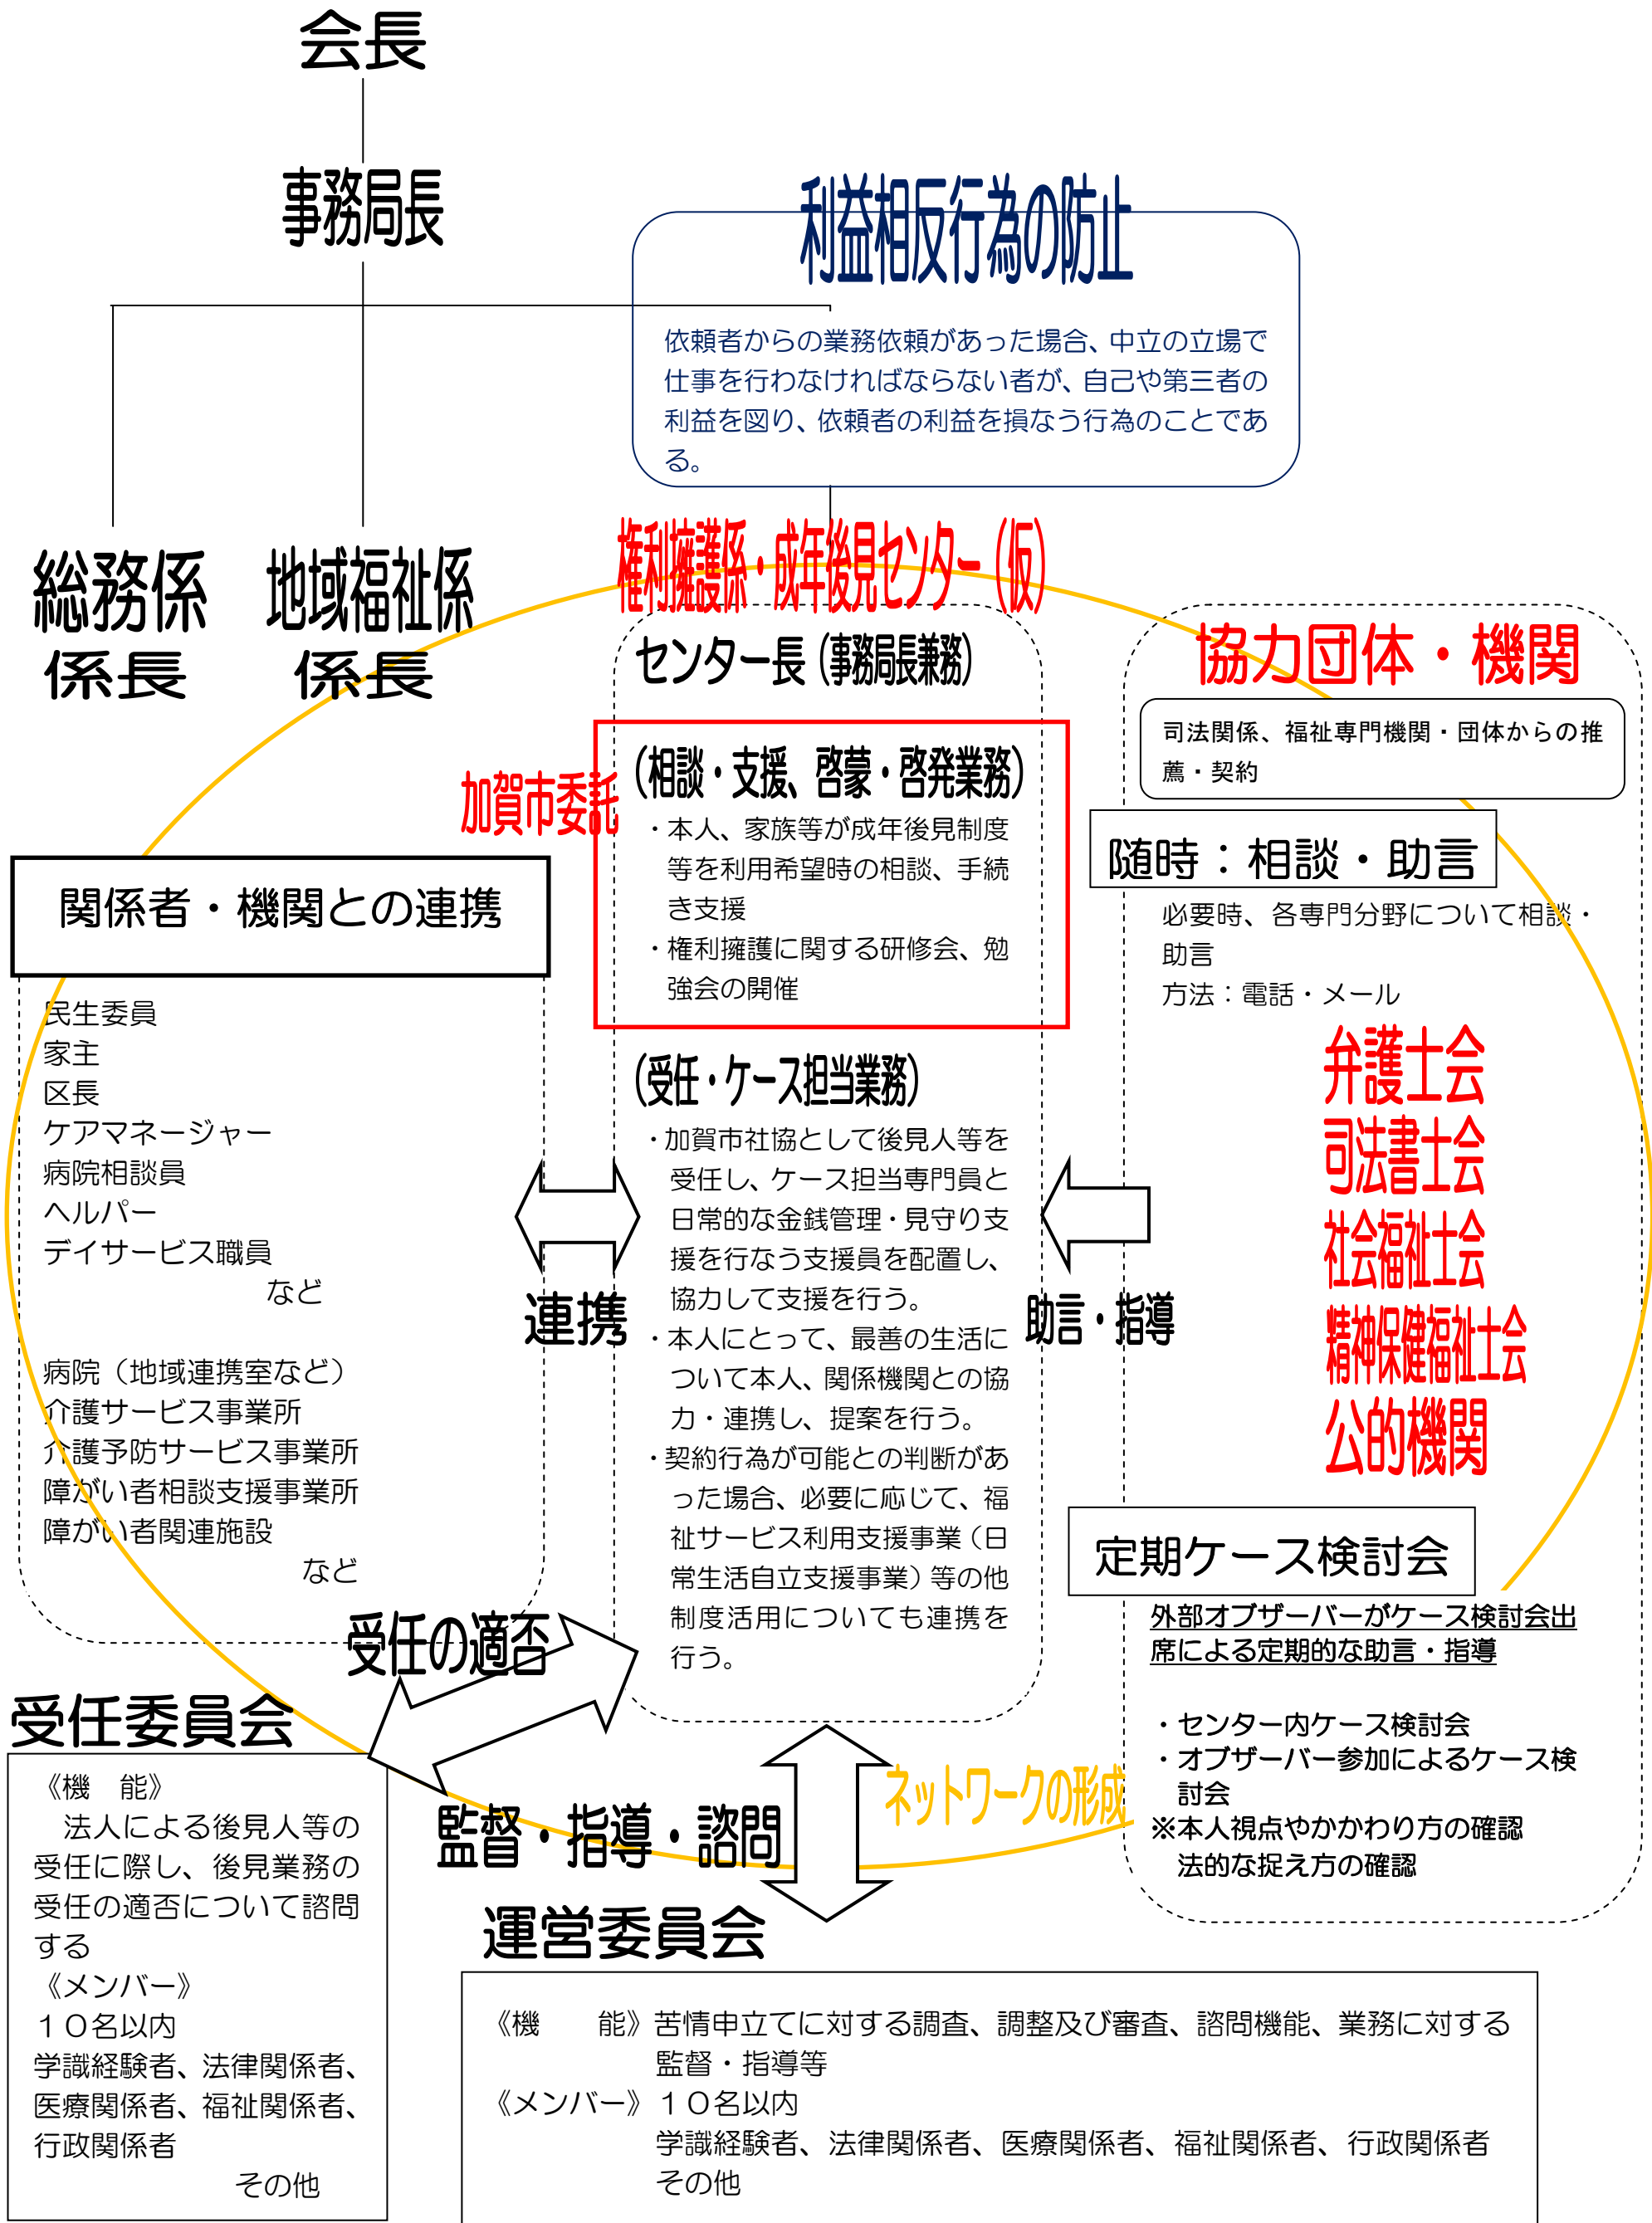 会長
事務局長
利益相反行為の防止
依頼者からの業務依頼があった場合、中立の立場で
仕事を行わなければならない者が、自己や第三者の
利益を図り、依頼者の利益を損なう行為のことであ
る。
総務係
係長
地域福祉係
係長
権利擁護係・成年後見センター（仮）
センター長（事務局長兼務）
加賀市委託
（相談・支援、啓蒙・啓発業務）
・本人、家族等が成年後見制度
等を利用希望時の相談、手続
き支援
・権利擁護に関する研修会、勉
強会の開催
（受任・ケース担当業務）
・加賀市社協として後見人等を
受任し、ケース担当専門員と
日常的な金銭管理・見守り支
援を行なう支援員を配置し、
協力して支援を行う。
・本人にとって、最善の生活に
ついて本人、関係機関との協
力・連携し、提案を行う。
・契約行為が可能との判断があ
った場合、必要に応じて、福
祉サービス利用支援事業（日
常生活自立支援事業）等の他
制度活用についても連携を
行う。
関係者・機関との連携
民生委員
家主
区長
ケアマネージャー
病院相談員
ヘルパー
デイサービス職員
など
病院（地域連携室など）
介護サービス事業所
介護予防サービス事業所
障がい者相談支援事業所
障がい者関連施設
など
連携
助言・指導
協力団体・機関
司法関係、福祉専門機関・団体からの推
薦・契約
随時：相談・助言
必要時、各専門分野について相談・
助言
方法：電話・メール
弁護士会
司法書士会
社会福祉士会
精神保健福祉士会
公的機関
定期ケース検討会
外部オブザーバーがケース検討会出
席による定期的な助言・指導
・センター内ケース検討会
・オブザーバー参加によるケース検
討会
※本人視点やかかわり方の確認
法的な捉え方の確認
受任の適否
受任委員会
《機　能》
法人による後見人等の
受任に際し、後見業務の
受任の適否について諮問
する
《メンバー》
１０名以内
学識経験者、法律関係者、
医療関係者、福祉関係者、
行政関係者
その他
監督・指導・諮問
ネットワークの形成
運営委員会
《機　　能》苦情申立てに対する調査、調整及び審査、諮問機能、業務に対する
監督・指導等
《メンバー》１０名以内
学識経験者、法律関係者、医療関係者、福祉関係者、行政関係者
その他